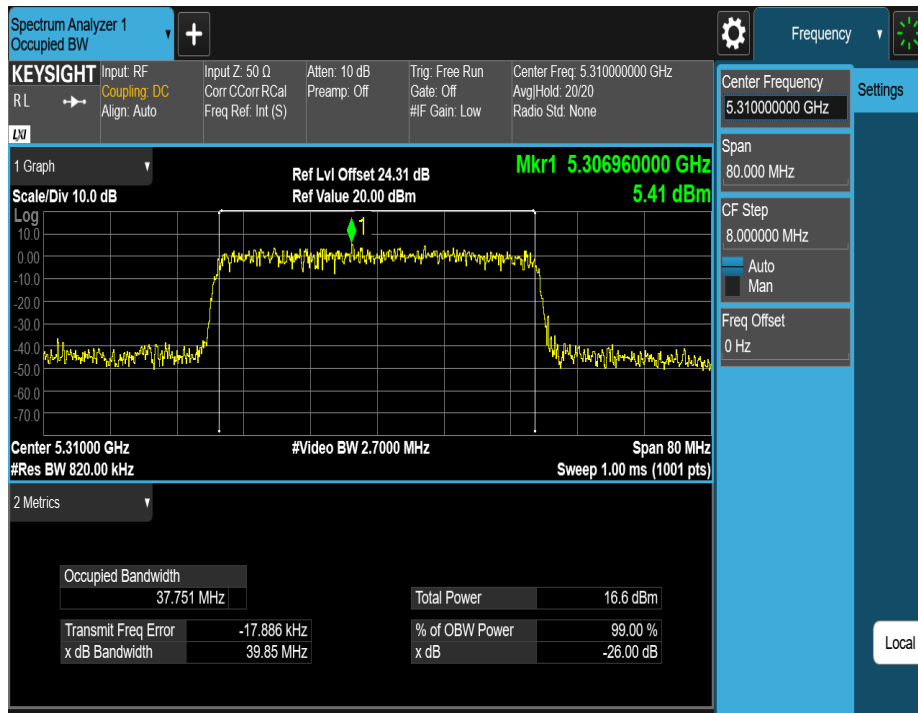 Spectrum Analyzer 1
Occupied BW
+
Frequency
KEYSIGHT
RL
LXI
Input: RF
Coupling: DC
Align: Auto
Input Z: 50 Ω
Corr CCorr RCal
Freq Ref: Int (S)
Atten: 10 dB
Preamp: Off
Trig: Free Run
Gate: Off
#IF Gain: Low
Center Freq: 5.310000000 GHz
Avg|Hold: 20/20
Radio Std: None
Center Frequency
5.310000000 GHz
Settings
Span
80.000 MHz
CF Step
8.000000 MHz
Auto
Man
Freq Offset
0 Hz
Local
1 Graph
Scale/Div 10.0 dB
Ref Lvl Offset 24.31 dB
Ref Value 20.00 dBm
Mkr1 5.306960000 GHz
5.41 dBm
Log
10.0
0.00
-10.0
-20.0
-30.0
-40.0
-50.0
-60.0
-70.0
1
Center 5.31000 GHz
#Video BW 2.7000 MHz
Span 80 MHz
#Res BW 820.00 kHz
Sweep 1.00 ms (1001 pts)
2 Metrics
Occupied Bandwidth
37.751 MHz
Total Power 16.6 dBm
Transmit Freq Error -17.886 kHz
% of OBW Power 99.00 %
x dB Bandwidth 39.85 MHz
x dB -26.00 dB